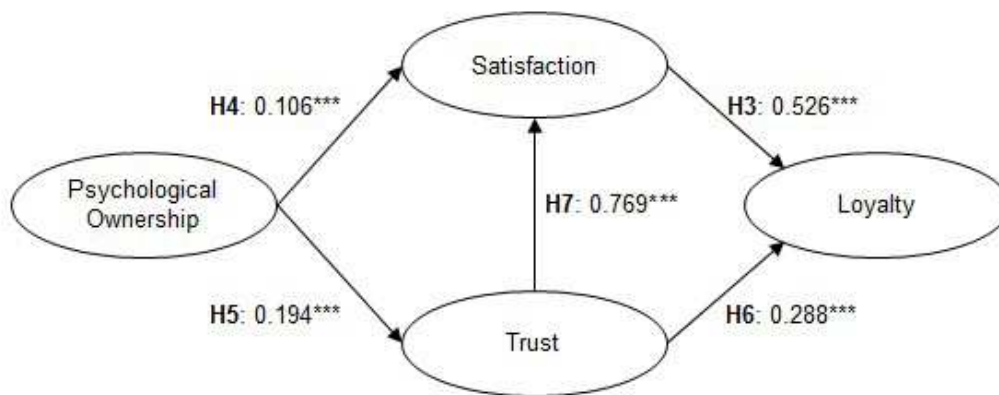 Satisfaction
H4: 0.106***
H3: 0.526***
Psychological
Ownership
H7: 0.769***
Loyalty
H5: 0.194***
H6: 0.288***
Trust